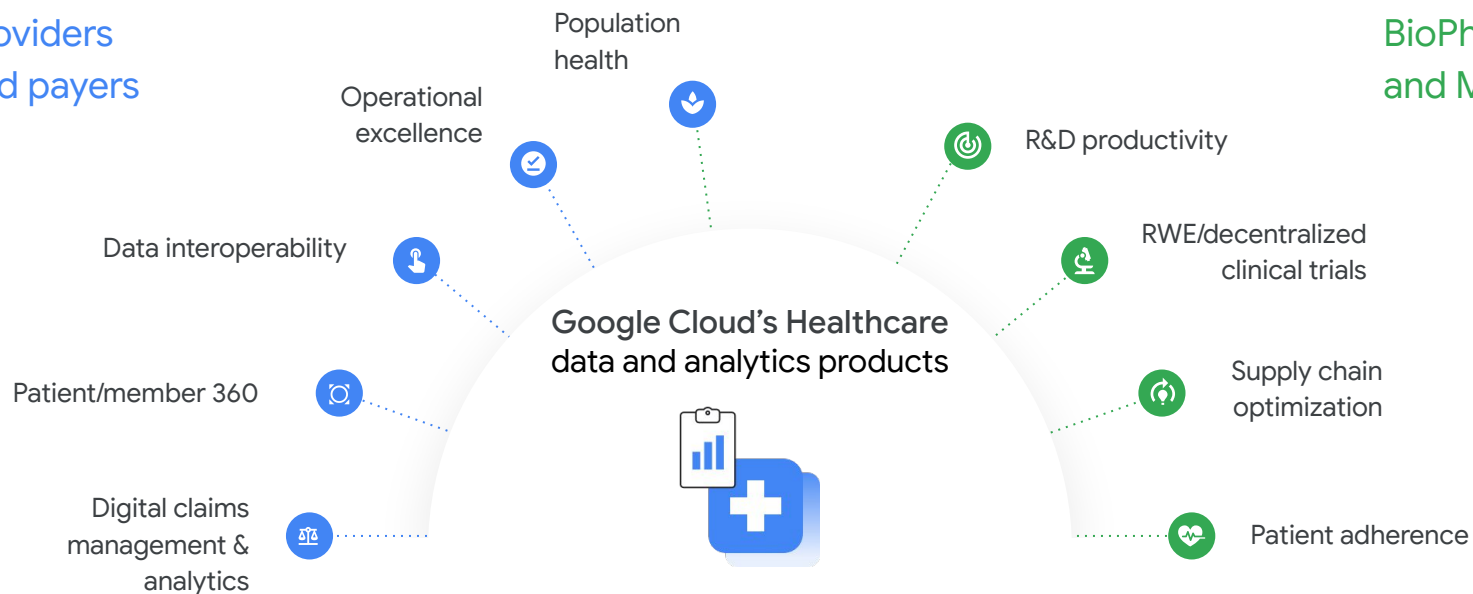 oviders
d payers
BioPh
and M
Population
health
Operational
excellence
R&D productivity
Data interoperability
RWE/decentralized
clinical trials
Google Cloud's Healthcare
data and analytics products
Patient/member 360
Supply chain
optimization
Digital claims
management &
analytics
Patient adherence